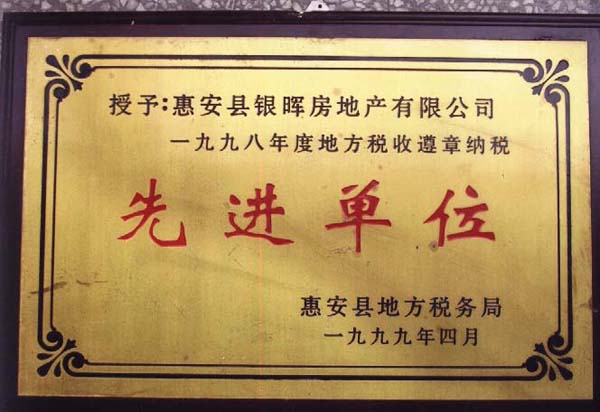 授予:惠安县银晖房地产有限公司
一九九八年度地方税收遵章纳税
先进单位
惠安县地方税务局
一九九九年四月